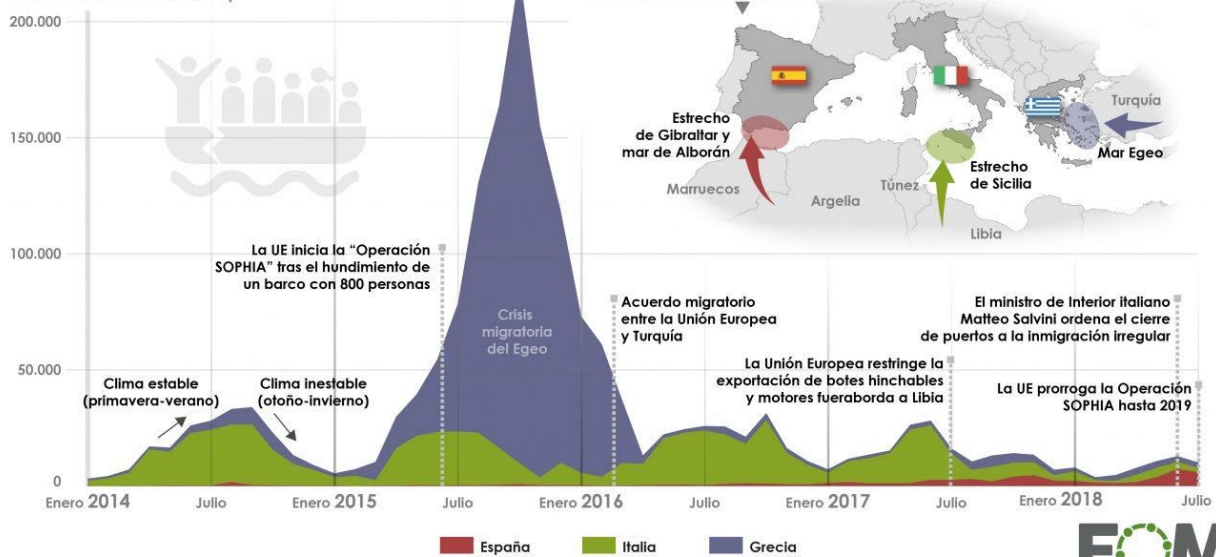 200.000
150.000
100.000
50.000
0
Estrecho
de Gibraltar y
mar de Alborán
Marruecos
Argelia
Túnez
Estrecho
de Sicilia
Libia
Turquía
Mar Egeo
La UE inicia la “Operación
SOPHIA” tras el hundimiento de
un barco con 800 personas
Crisis
migratoria
del Egeo
Acuerdo migratorio
entre la Unión Europea
y Turquía
El ministro de Interior italiano
Matteo Salvini ordena el cierre
de puertos a la inmigración irregular
La Unión Europea restringe la
exportación de botes hinchables
y motores fueraborda a Libia
La UE prorroga la Operación
SOPHIA hasta 2019
Clima estable
(primavera-verano)
Clima inestable
(otoño-invierno)
Enero 2014
Julio
Enero 2015
Julio
Enero 2016
Julio
Enero 2017
Julio
Enero 2018
Julio
España
Italia
Grecia
EOM